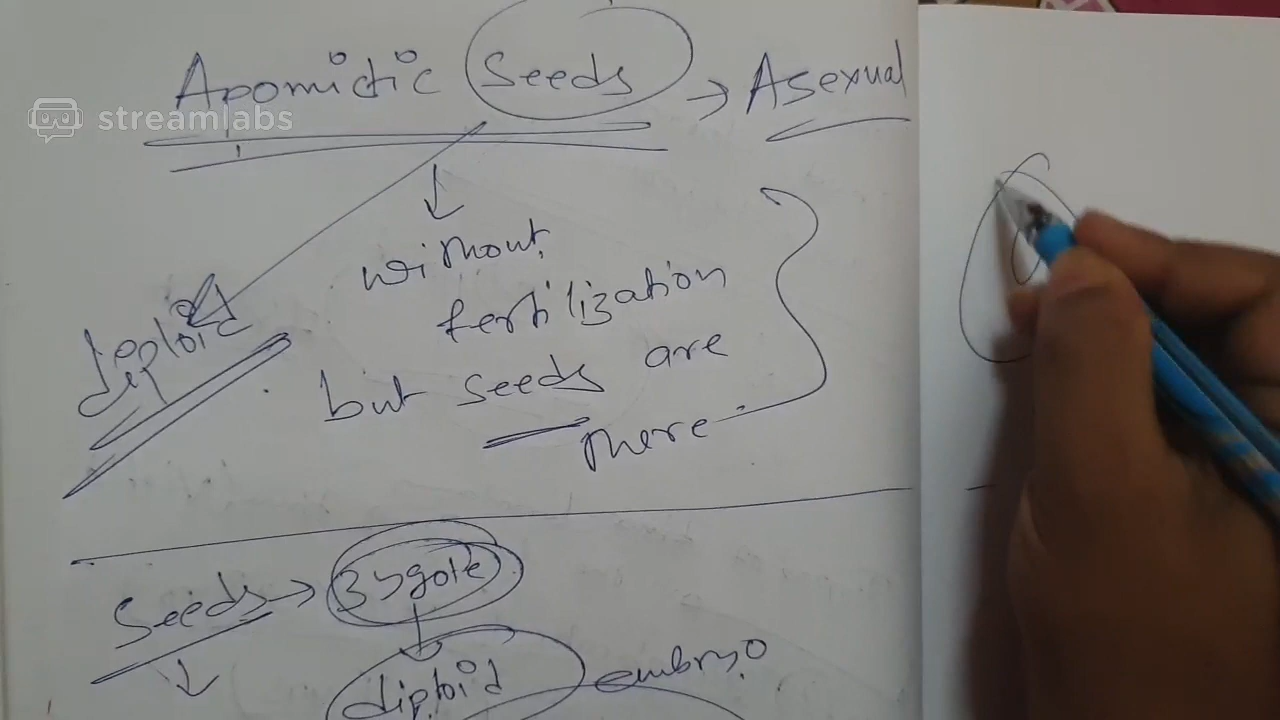 Apomictic Seeds → Asexual
streamlabs
without
fertilization
but seeds are
there
diploid
Seeds → zygote
diploid embryo